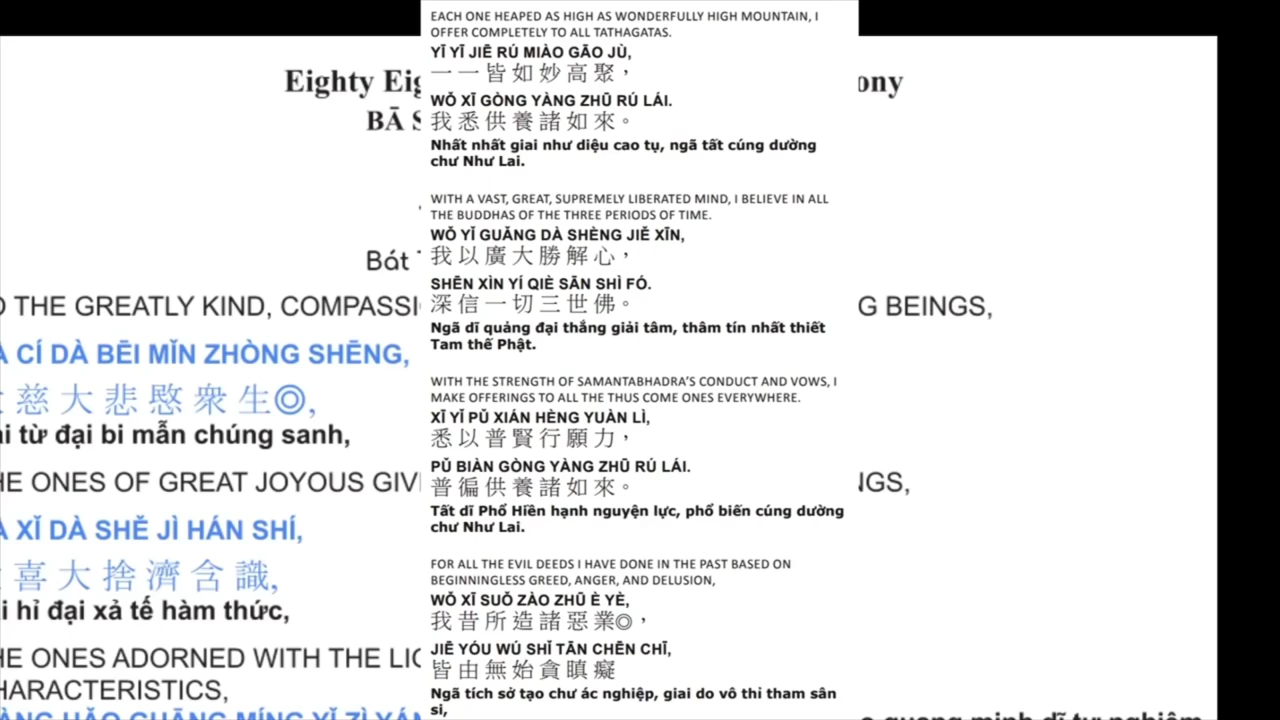 Eighty Eig
ony
BĀ S
Bát
O THE GREATLY KIND, COMPASSI
G BEINGS,
À CÍ DÀ BĒI MǏN ZHÒNG SHĒNG,
慈大悲愍衆生◎,
i từ đại bi mẫn chúng sanh,
HE ONES OF GREAT JOYOUS GIVI
NGS,
À XǏ DÀ SHĚ JÌ HÁN SHÍ,
喜大捨濟含識,
i hỉ đại xả tế hàm thức,
HE ONES ADORNED WITH THE LIG
HARACTERISTICS,
EACH ONE HEAPED AS HIGH AS WONDERFULLY HIGH MOUNTAIN, I
OFFER COMPLETELY TO ALL TATHAGATAS.
YĪ YĪ JIĒ RÚ MIÀO GĀO JÙ,
一一皆如妙高聚，
WǑ XĪ GÒNG YÀNG ZHŪ RÚ LÁI.
我悉供養諸如來。
Nhất nhất giai như diệu cao tụ, ngã tất cúng dường
chư Như Lai.
WITH A VAST, GREAT, SUPREMELY LIBERATED MIND, I BELIEVE IN ALL
THE BUDDHAS OF THE THREE PERIODS OF TIME.
WǑ YǏ GUǍNG DÀ SHÈNG JIĚ XĪN,
我以廣大勝解心，
SHĒN XÌN YÍ QIÈ SĀN SHÌ FÓ.
深信一切三世佛。
Ngã dĩ quảng đại thắng giải tâm, thâm tín nhất thiết
Tam thế Phật.
WITH THE STRENGTH OF SAMANTABHADRA'S CONDUCT AND VOWS, I
MAKE OFFERINGS TO ALL THE THUS COME ONES EVERYWHERE.
XĪ YǏ PǓ XIÁN HÈNG YUÀN LÌ,
悉以普賢行願力，
PǓ BIÀN GÒNG YÀNG ZHŪ RÚ LÁI.
普徧供養諸如來。
Tất dĩ Phổ Hiền hạnh nguyện lực, phổ biến cúng dường
chư Như Lai.
FOR ALL THE EVIL DEEDS I HAVE DONE IN THE PAST BASED ON
BEGINNINGLESS GREED, ANGER, AND DELUSION,
WǑ XĪ SUǑ ZÀO ZHŪ È YÈ,
我昔所造諸惡業◎，
JIĒ YÓU WÚ SHǏ TĀN CHĒN CHĪ,
皆由無始貪瞋癡
Ngã tích sở tạo chư ác nghiệp, giai do vô thỉ tham sân
si,